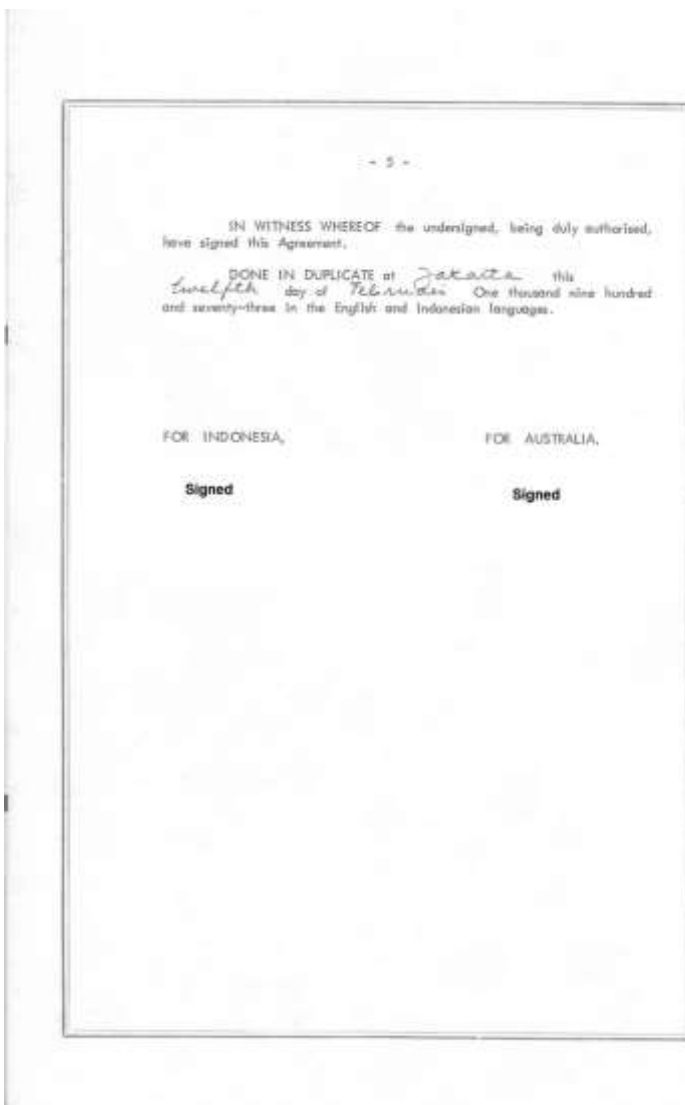 - 5 -
IN WITNESS WHEREOF the undersigned, being duly authorised,
have signed this Agreement.
DONE IN DUPLICATE at Jakarta this
twelfth day of Pebruari One thousand nine hundred
and seventy-three in the English and Indonesian languages.
FOR INDONESIA, FOR AUSTRALIA,
Signed Signed